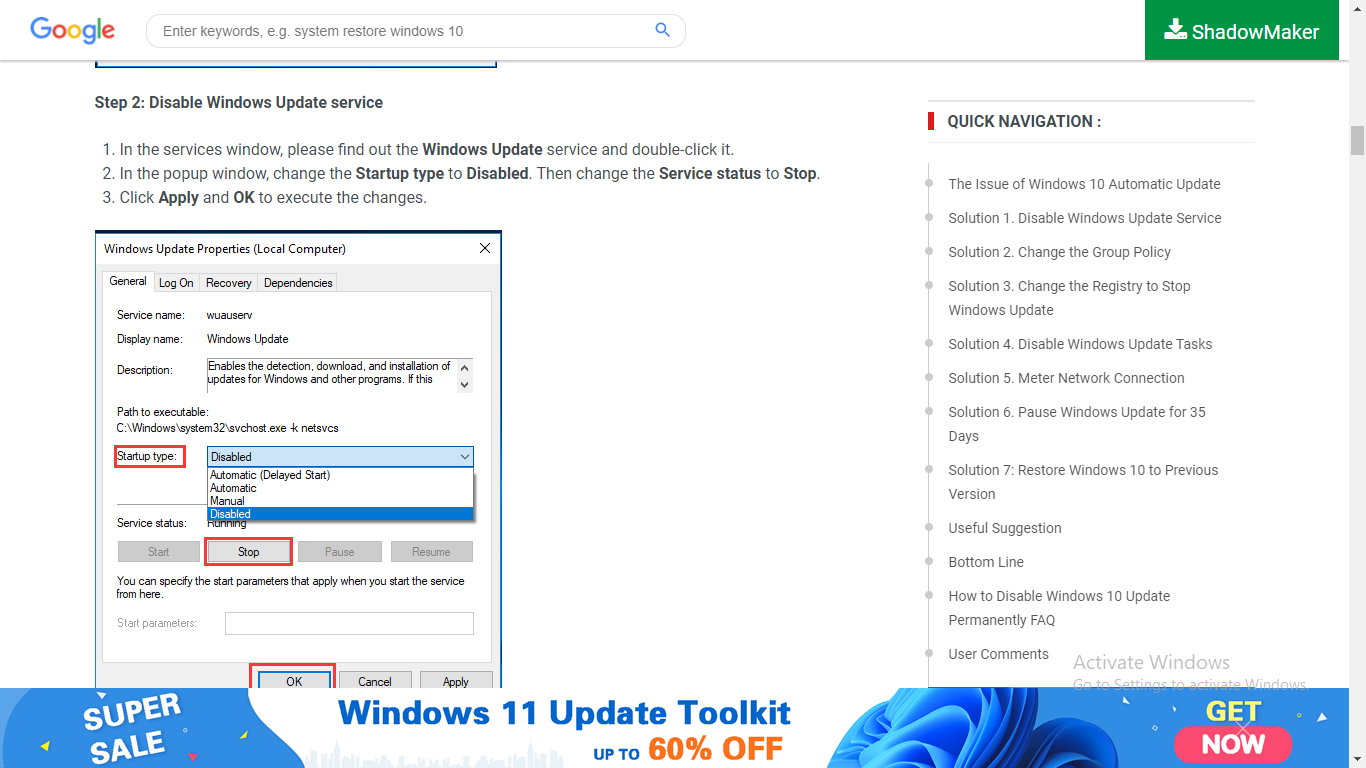 Google
Enter keywords, e.g. system restore windows 10
ShadowMaker
Step 2: Disable Windows Update service
1. In the services window, please find out the Windows Update service and double-click it.
2. In the popup window, change the Startup type to Disabled. Then change the Service status to Stop.
3. Click Apply and OK to execute the changes.
Windows Update Properties (Local Computer)
General Log On Recovery Dependencies
Service name: wuauserv
Display name: Windows Update
Description: Enables the detection, download, and installation of
updates for Windows and other programs. If this
Path to executable:
C:\Windows\system32\svchost.exe -k netsvcs
Startup type: Disabled
Automatic (Delayed Start)
Automatic
Manual
Disabled
Service status: Running
Start Stop Pause Resume
You can specify the start parameters that apply when you start the service
from here.
Start parameters:
OK Cancel Apply
QUICK NAVIGATION :
The Issue of Windows 10 Automatic Update
Solution 1. Disable Windows Update Service
Solution 2. Change the Group Policy
Solution 3. Change the Registry to Stop
Windows Update
Solution 4. Disable Windows Update Tasks
Solution 5. Meter Network Connection
Solution 6. Pause Windows Update for 35
Days
Solution 7: Restore Windows 10 to Previous
Version
Useful Suggestion
Bottom Line
How to Disable Windows 10 Update
Permanently FAQ
User Comments
Activate Windows
Go to Settings to activate Windows.
SUPER
SALE
Windows 11 Update Toolkit
UP TO 60% OFF
GET
NOW